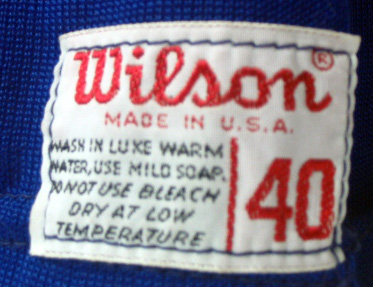 Wilson ®
MADE IN U.S.A.
WASH IN LUKE WARM
WATER, USE MILD SOAP.
DO NOT USE BLEACH
DRY AT LOW
TEMPERATURE
40